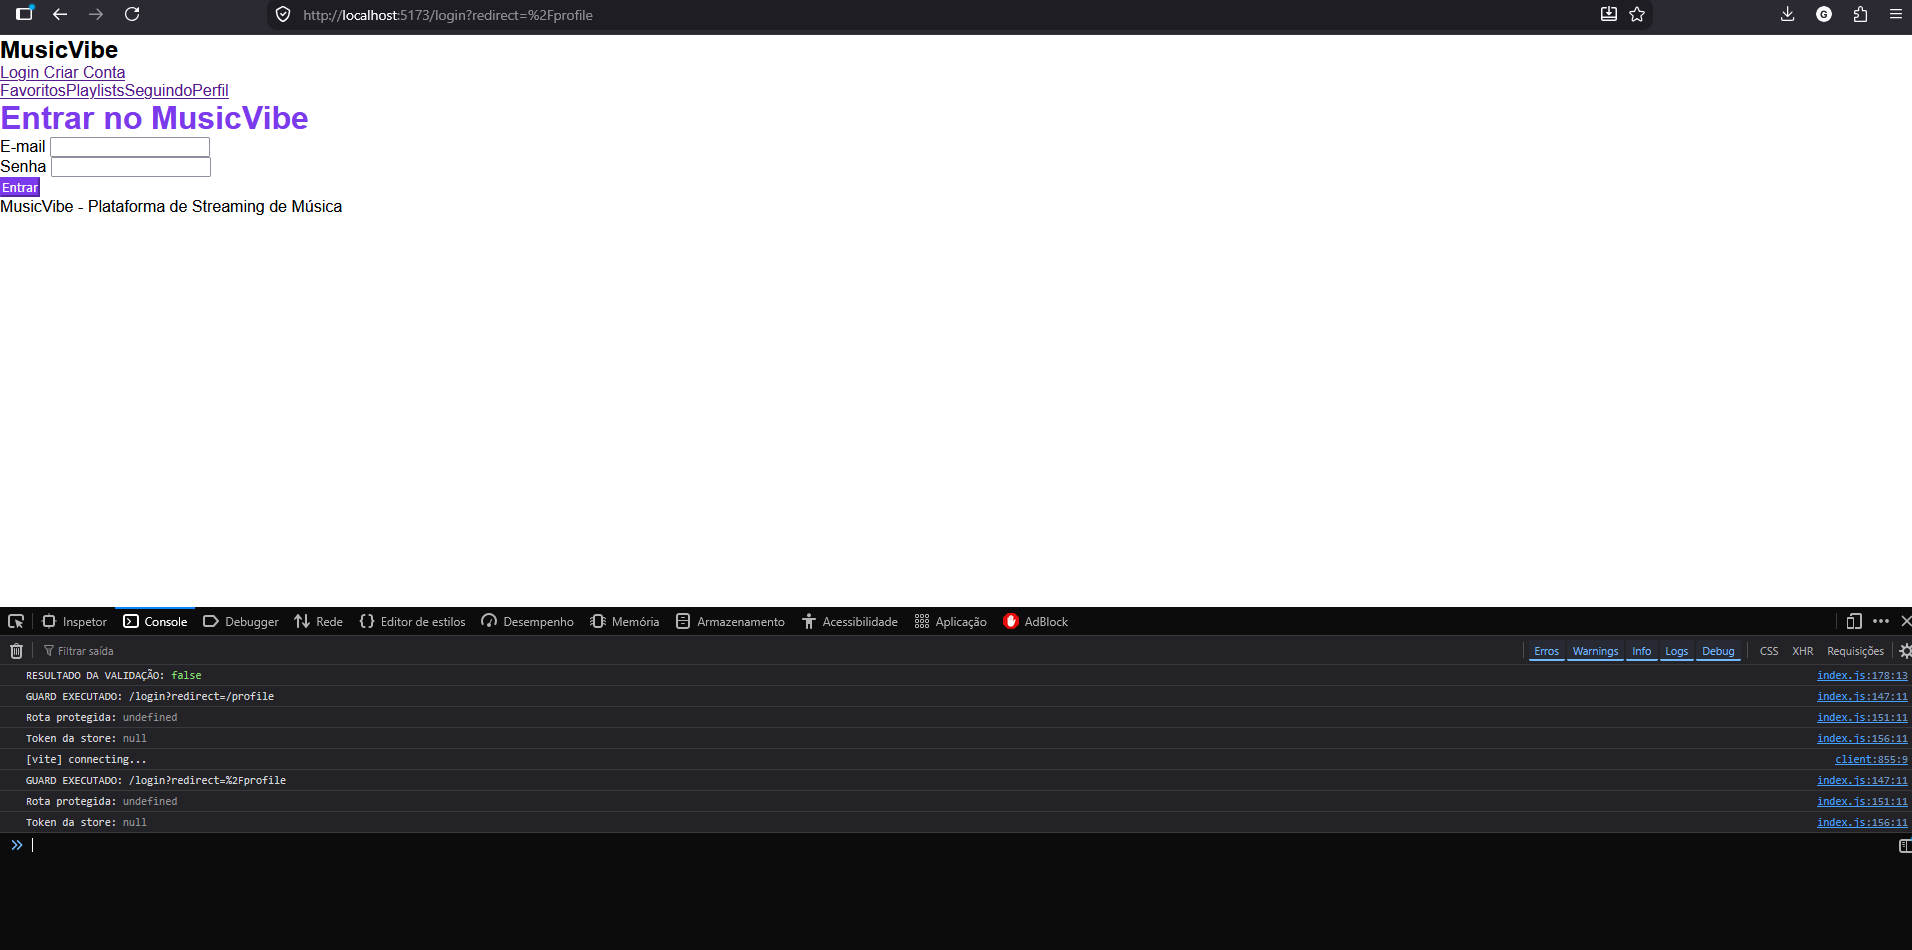 http://localhost:5173/login?redirect=%2Fprofile
G
MusicVibe
Login Criar Conta
FavoritosPlaylistsSeguindoPerfil
Entrar no MusicVibe
E-mail
Senha
Entrar
MusicVibe - Plataforma de Streaming de Música
Inspetor Console Debugger Rede Editor de estilos Desempenho Memória Armazenamento Acessibilidade Aplicação AdBlock
Filtrar saída Erros Warnings Info Logs Debug CSS XHR Requisições
RESULTADO DA VALIDAÇÃO: false index.js:178:13
GUARD EXECUTADO: /login?redirect=/profile index.js:147:11
Rota protegida: undefined index.js:151:11
Token da store: null index.js:156:11
[vite] connecting... client:855:9
GUARD EXECUTADO: /login?redirect=%2Fprofile index.js:147:11
Rota protegida: undefined index.js:151:11
Token da store: null index.js:156:11